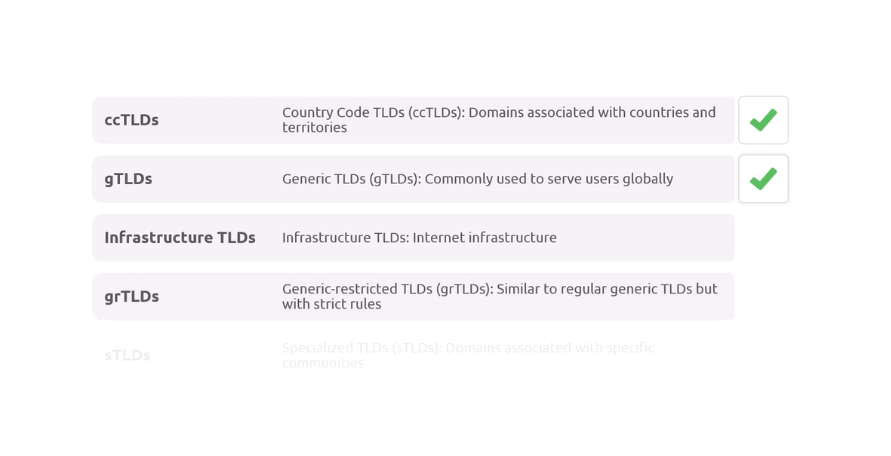 ccTLDs
Country Code TLDs (ccTLDs): Domains associated with countries and
territories
gTLDs
Generic TLDs (gTLDs): Commonly used to serve users globally
Infrastructure TLDs
Infrastructure TLDs: Internet infrastructure
grTLDs
Generic-restricted TLDs (grTLDs): Similar to regular generic TLDs but
with strict rules
sTLDs
Specialized TLDs (sTLDs): Domains associated with specific
communities